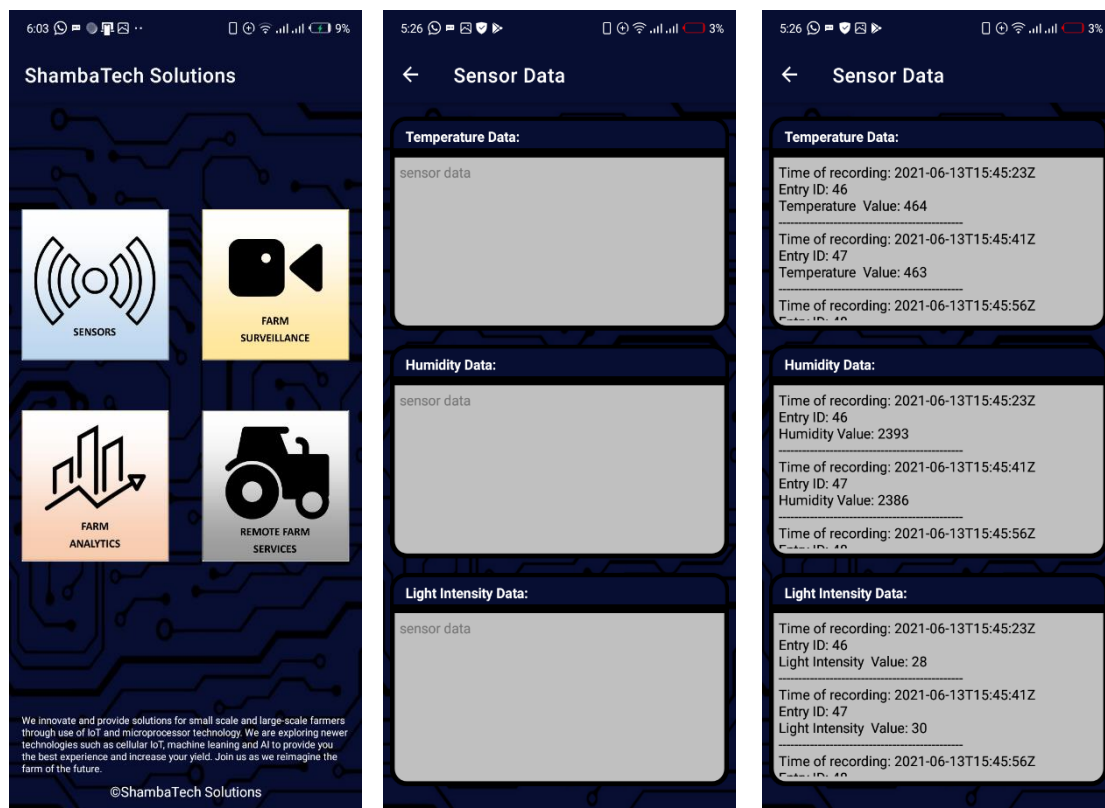 6:03
9%
ShambaTech Solutions
SENSORS
FARM
SURVEILLANCE
FARM
ANALYTICS
REMOTE FARM
SERVICES
We innovate and provide solutions for small scale and large-scale farmers
through use of IoT and microprocessor technology. We are exploring newer
technologies such as cellular IoT, machine leaning and AI to provide you
the best experience and increase your yield. Join us as we reimagine the
farm of the future.
©ShambaTech Solutions
5:26
3%
Sensor Data
Temperature Data:
sensor data
Humidity Data:
sensor data
Light Intensity Data:
sensor data
5:26
3%
Sensor Data
Temperature Data:
Time of recording: 2021-06-13T15:45:23Z
Entry ID: 46
Temperature Value: 464
----------------------------------------------
Time of recording: 2021-06-13T15:45:41Z
Entry ID: 47
Temperature Value: 463
----------------------------------------------
Time of recording: 2021-06-13T15:45:56Z
Humidity Data:
Time of recording: 2021-06-13T15:45:23Z
Entry ID: 46
Humidity Value: 2393
----------------------------------------------
Time of recording: 2021-06-13T15:45:41Z
Entry ID: 47
Humidity Value: 2386
----------------------------------------------
Time of recording: 2021-06-13T15:45:56Z
Light Intensity Data:
Time of recording: 2021-06-13T15:45:23Z
Entry ID: 46
Light Intensity Value: 28
----------------------------------------------
Time of recording: 2021-06-13T15:45:41Z
Entry ID: 47
Light Intensity Value: 30
----------------------------------------------
Time of recording: 2021-06-13T15:45:56Z